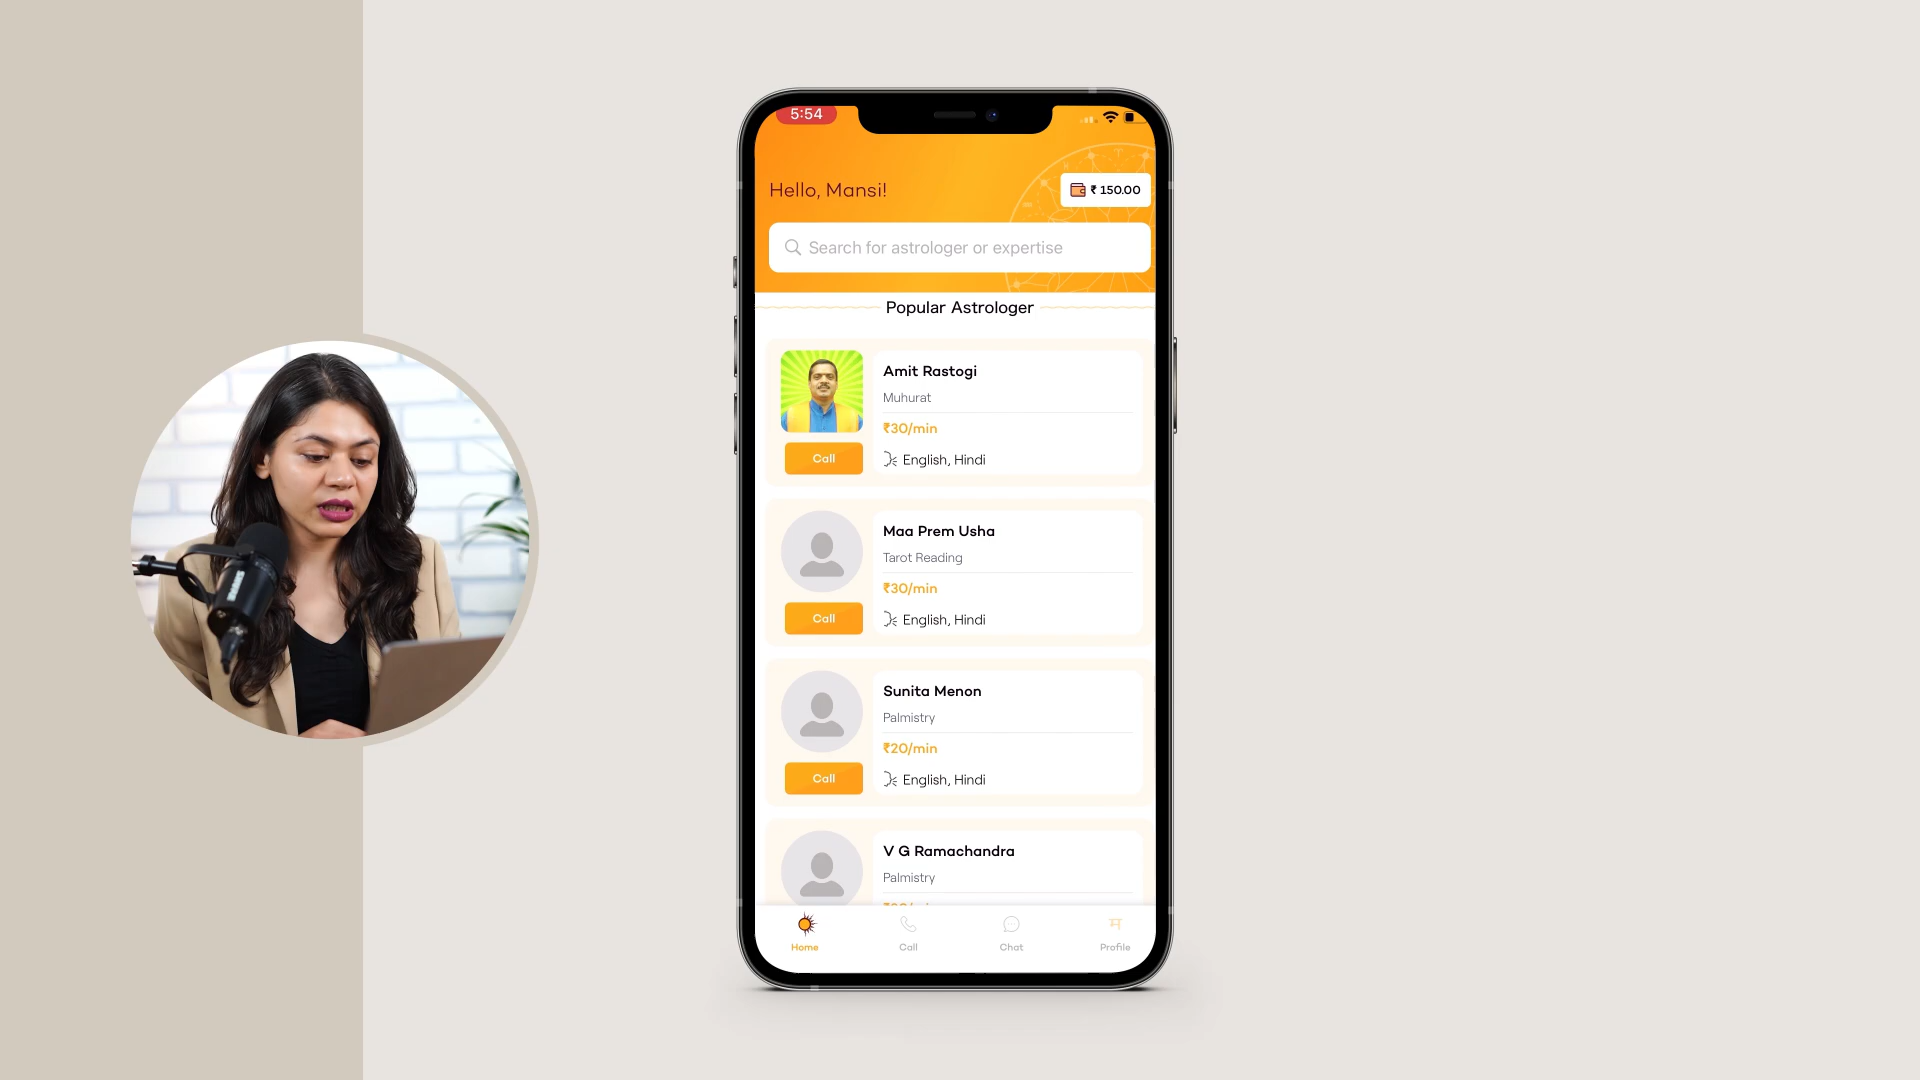 5:54
Hello, Mansi!
₹ 150.00
Search for astrologer or expertise
Popular Astrologer
Amit Rastogi
Muhurat
₹30/min
Call
English, Hindi
Maa Prem Usha
Tarot Reading
₹30/min
Call
English, Hindi
Sunita Menon
Palmistry
₹20/min
Call
English, Hindi
V G Ramachandra
Palmistry
Home
Call
Chat
म
Profile